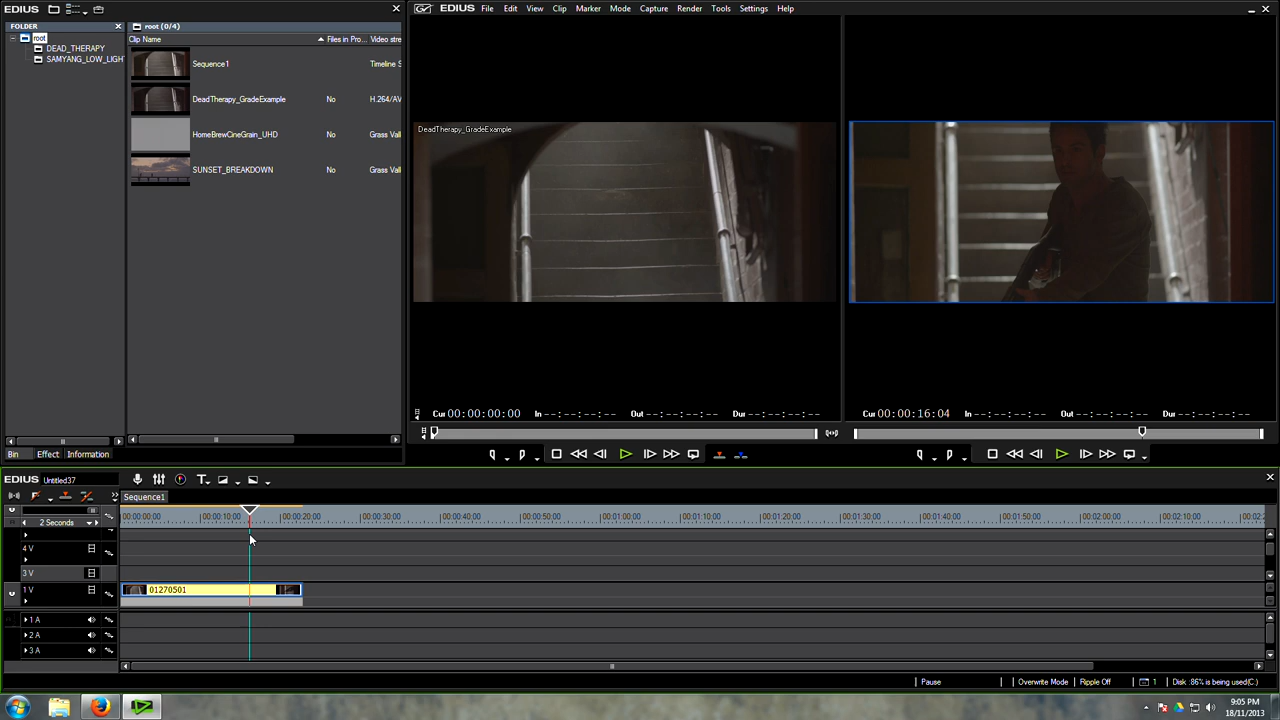 EDIUS
FOLDER
root
DEAD_THERAPY
SAMYANG_LOW_LIGH
root (0/4)
Clip Name
Files in Pro...
Video stre
Sequence1
Timeline S
DeadTherapy_GradeExample
No
H.264/AV
HomeBrewCineGrain_UHD
No
Grass Val
SUNSET_BREAKDOWN
No
Grass Val
Bin
Effect
Information
EDIUS File Edit View Clip Marker Mode Capture Render Tools Settings Help
DeadTherapy_GradeExample
Cur 00:00:00:00 In --:--:--:-- Out --:--:--:-- Dur --:--:--:--
Cur 00:00:16:04 In --:--:--:-- Out --:--:--:-- Dur --:--:--:--
EDIUS Untitled37
Sequence1
2 Seconds
00:00:00:00 00:00:10:00 00:00:20:00 00:00:30:00 00:00:40:00 00:00:50:00 00:01:00:00 00:01:10:00 00:01:20:00 00:01:30:00 00:01:40:00 00:01:50:00 00:02:00:00 00:02:10:00 00:02:2
4 V
3 V
1 V
01270501
1 A
2 A
3 A
Pause
Overwrite Mode
Ripple Off
1
Disk :86% is being used(C:)
9:05 PM
18/11/2013